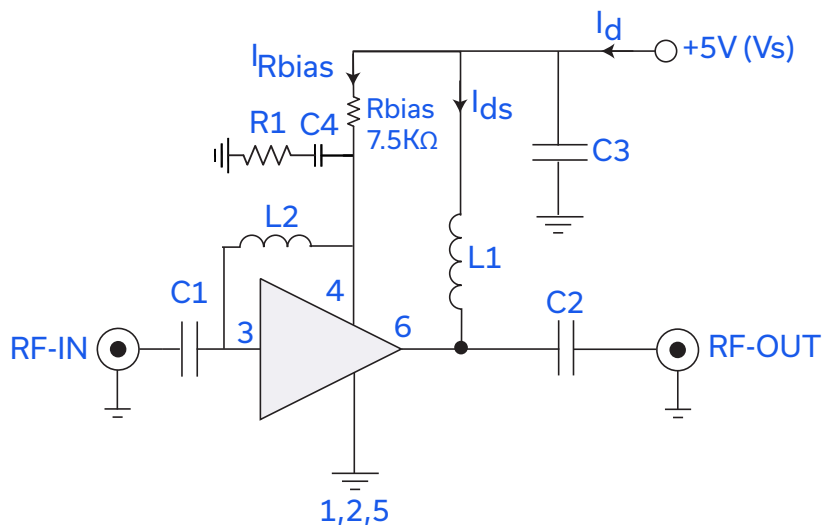 Id
+5V (Vs)
IRbias
Rbias
7.5KΩ
Ids
R1
C4
C3
L2
L1
C1
4
C2
3
6
RF-IN
RF-OUT
1,2,5